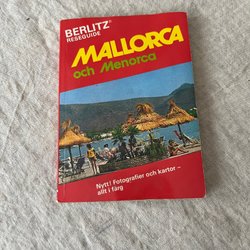 BERLITZ®
RESEGUIDE
MALLORCA
och Menorca
Nytt! Fotografier och kartor –
allt i färg